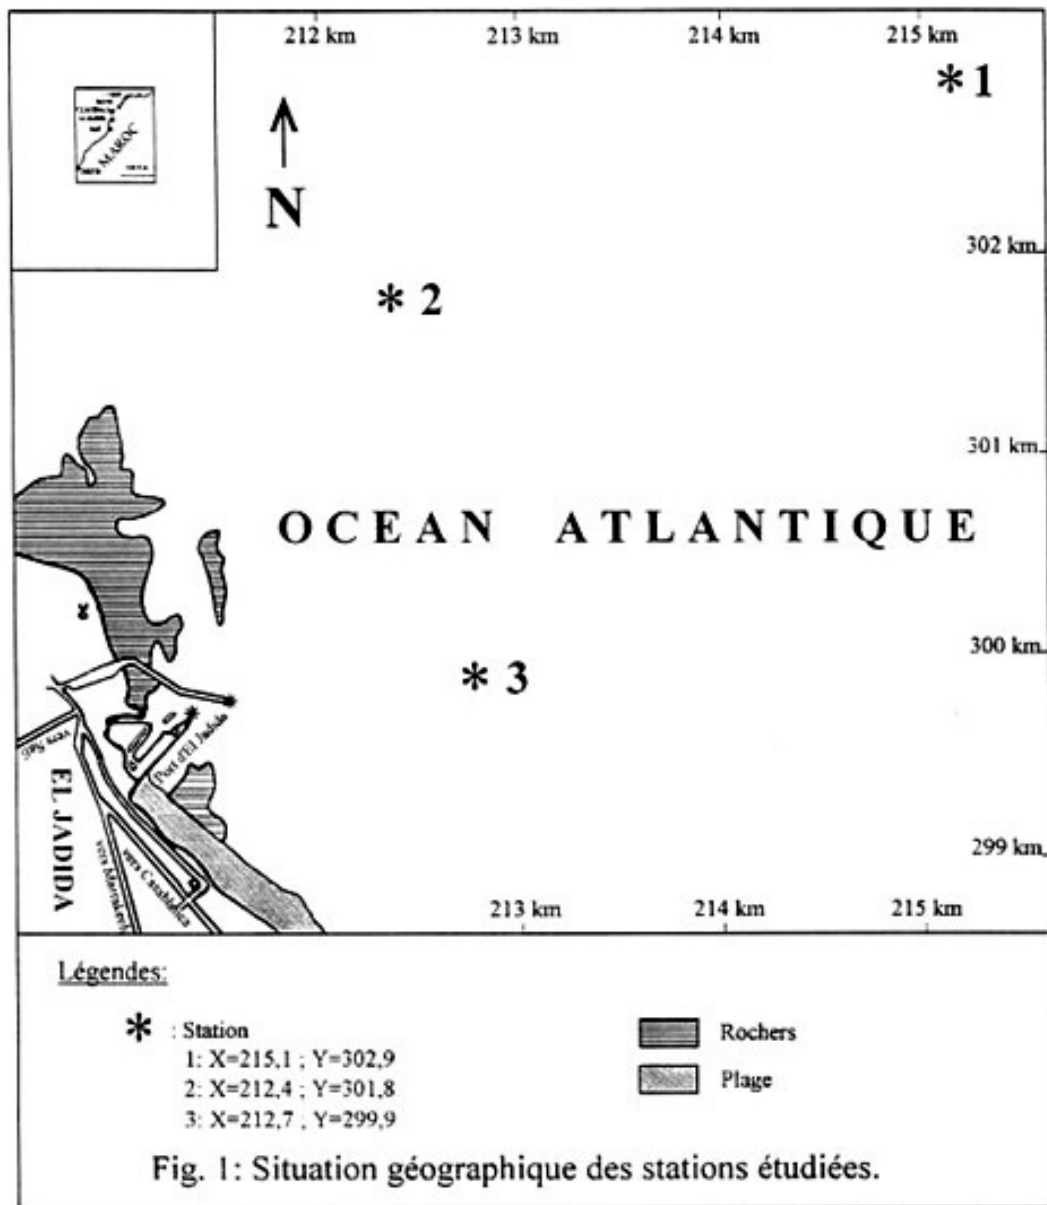 212 km 213 km 214 km 215 km
* 1
MAROC
N
302 km
* 2
301 km
OCEAN ATLANTIQUE
300 km
* 3
Port d'El Jadida
vers Safi
EL JADIDA
299 km
vers Marrakech
vers Casablanca
213 km 214 km 215 km
Légendes:
* : Station
1: X=215,1 ; Y=302,9
2: X=212,4 ; Y=301,8
3: X=212,7 ; Y=299,9
Rochers
Plage
Fig. 1: Situation géographique des stations étudiées.